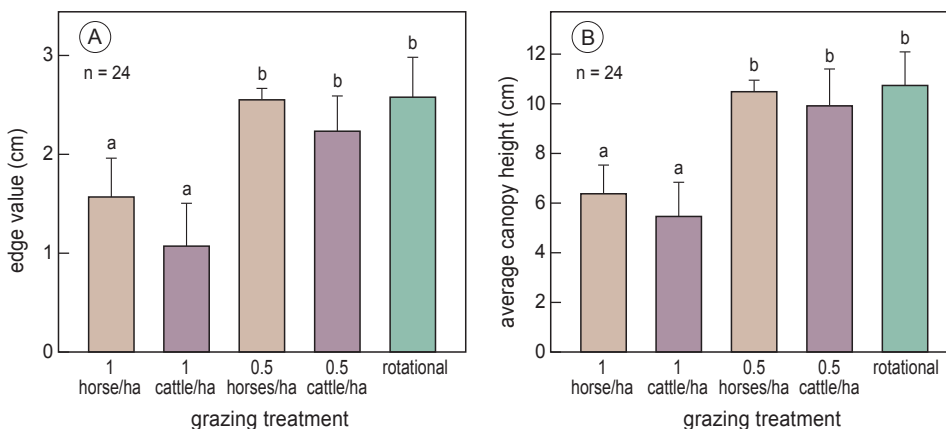 A
n = 24
edge value (cm)
3
2
1
0
a
a
b
b
b
1 horse/ha
1 cattle/ha
0.5 horses/ha
0.5 cattle/ha
rotational
grazing treatment
B
n = 24
average canopy height (cm)
12
10
8
6
4
2
0
a
a
b
b
b
1 horse/ha
1 cattle/ha
0.5 horses/ha
0.5 cattle/ha
rotational
grazing treatment